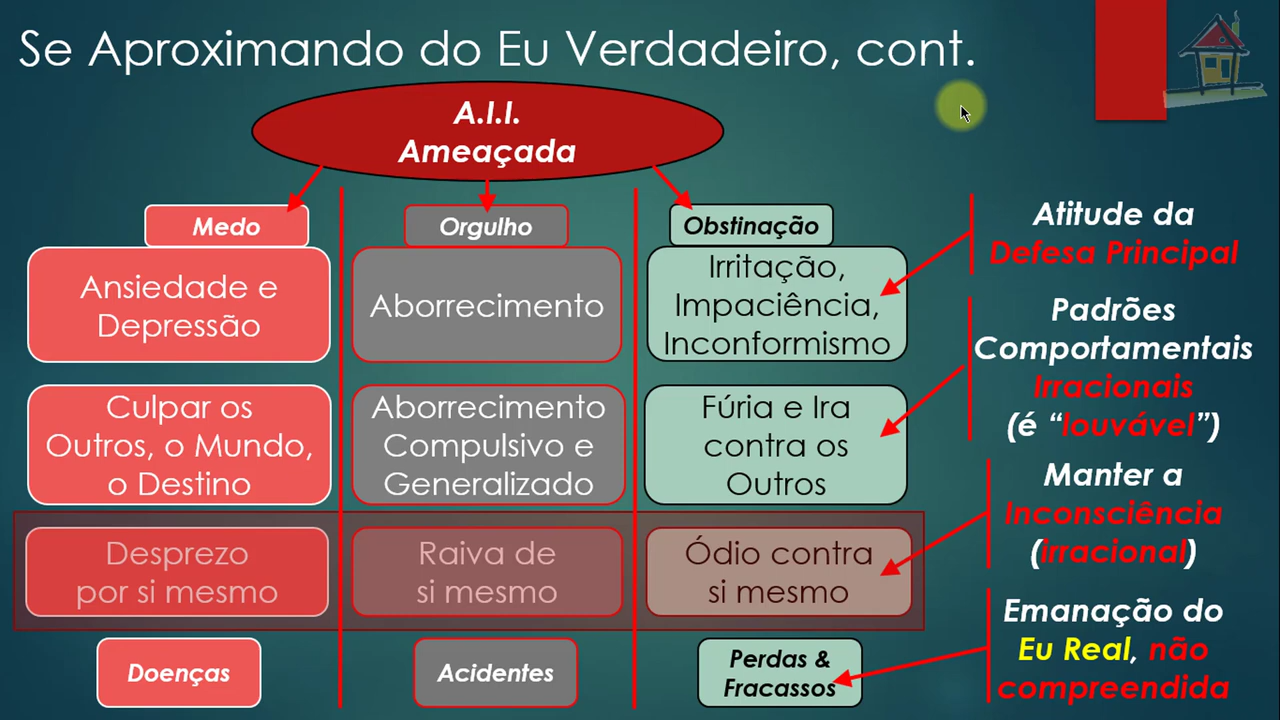 Se Aproximando do Eu Verdadeiro, cont.
A.I.I.
Ameaçada
Medo
Orgulho
Obstinação
Ansiedade e
Depressão
Aborrecimento
Irritação,
Impaciência,
Inconformismo
Atitude da
Defesa Principal
Culpar os
Outros, o Mundo,
o Destino
Aborrecimento
Compulsivo e
Generalizado
Fúria e Ira
contra os
Outros
Padrões
Comportamentais
Irracionais
(é “louvável”)
Desprezo
por si mesmo
Raiva de
si mesmo
Ódio contra
si mesmo
Manter a
Inconsciência
(irracional)
Doenças
Acidentes
Perdas &
Fracassos
Emanação do
Eu Real, não
compreendida